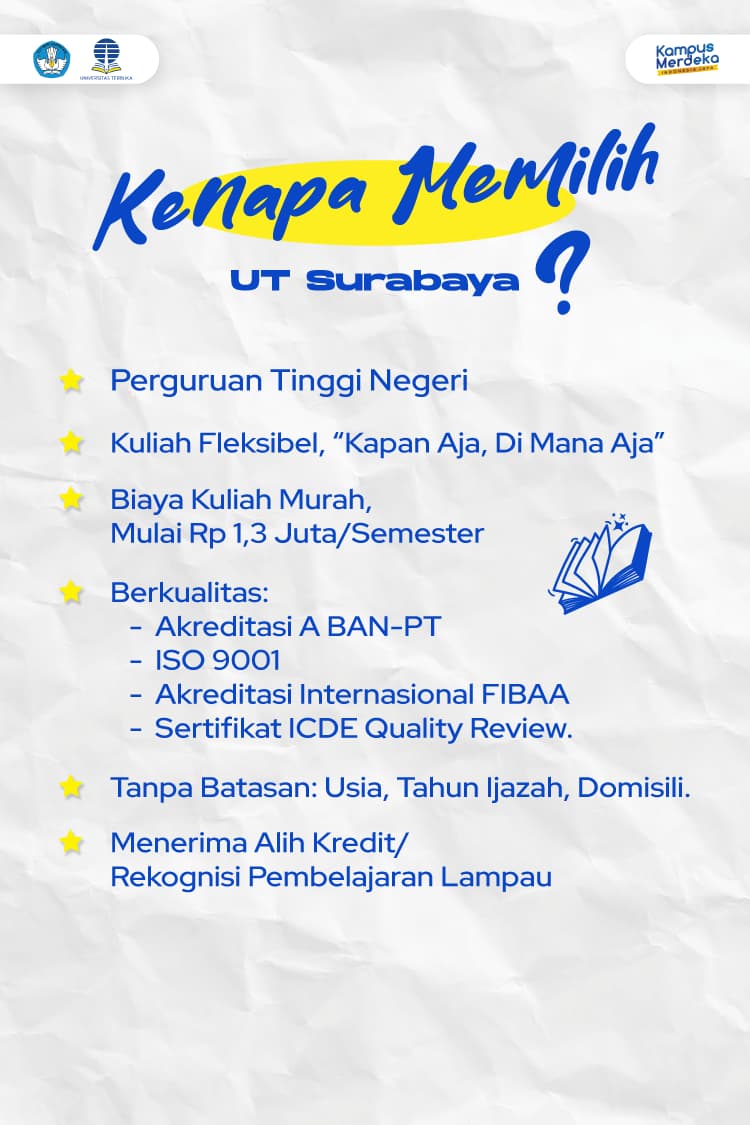 UNIVERSITAS TERBUKA
Kampus
Merdeka
INDONESIA JAYA
Kenapa Memilih
UT Surabaya ?
Perguruan Tinggi Negeri
Kuliah Fleksibel, “Kapan Aja, Di Mana Aja”
Biaya Kuliah Murah,
Mulai Rp 1,3 Juta/Semester
Berkualitas:
- Akreditasi A BAN-PT
- ISO 9001
- Akreditasi Internasional FIBAA
- Sertifikat ICDE Quality Review.
Tanpa Batasan: Usia, Tahun Ijazah, Domisili.
Menerima Alih Kredit/
Rekognisi Pembelajaran Lampau